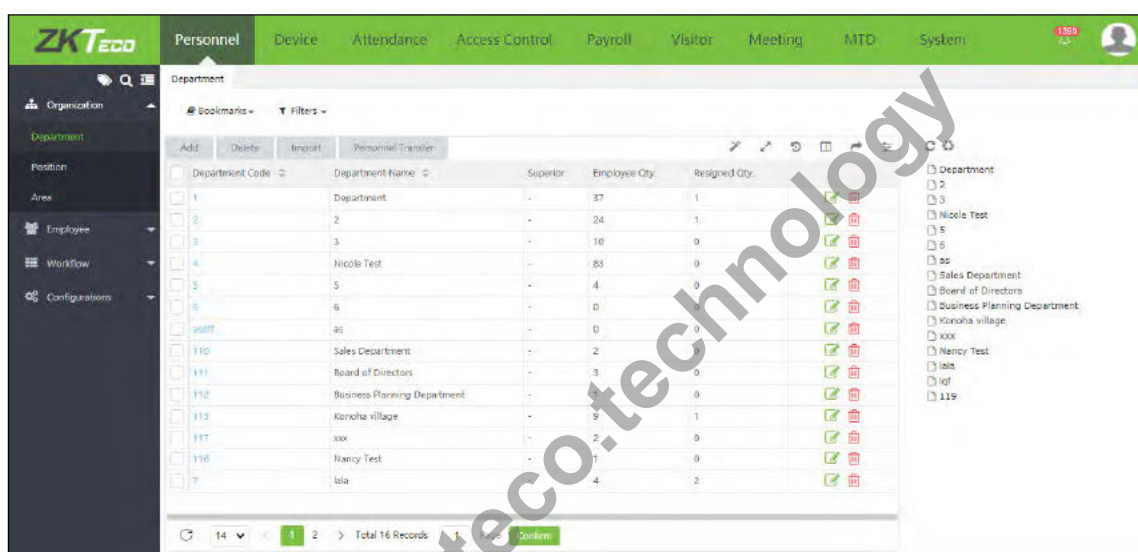 ZKTECO Personnel Device Attendance Access Control Payroll Visitor Meeting MTD System 1360
Department
Organization
Bookmarks Filters
Department
Add Delete Import Personnel Transfer
Position
Department Code Department Name Superior Employee Qty. Resigned Qty.
Area
1 Department - 37 1
Employee
2 2 - 24 1
3 3 - 10 0
Workflow
4 Nicole Test - 83 0
5 5 - 4 0
Configurations
6 6 - 0 0
as - 0 0
110 Sales Department - 2 0
111 Board of Directors - 3 0
112 Business Planning Department - 0
113 Konoha village - 9 1
117 xxx - 2 0
118 Nancy Test - 1 0
7 lala - 4 2
Department
2
3
Nicole Test
5
6
as
Sales Department
Board of Directors
Business Planning Department
Konoha village
xxx
Nancy Test
lala
119
14 1 2 Total 16 Records 1 Page Confirm
teco.technology